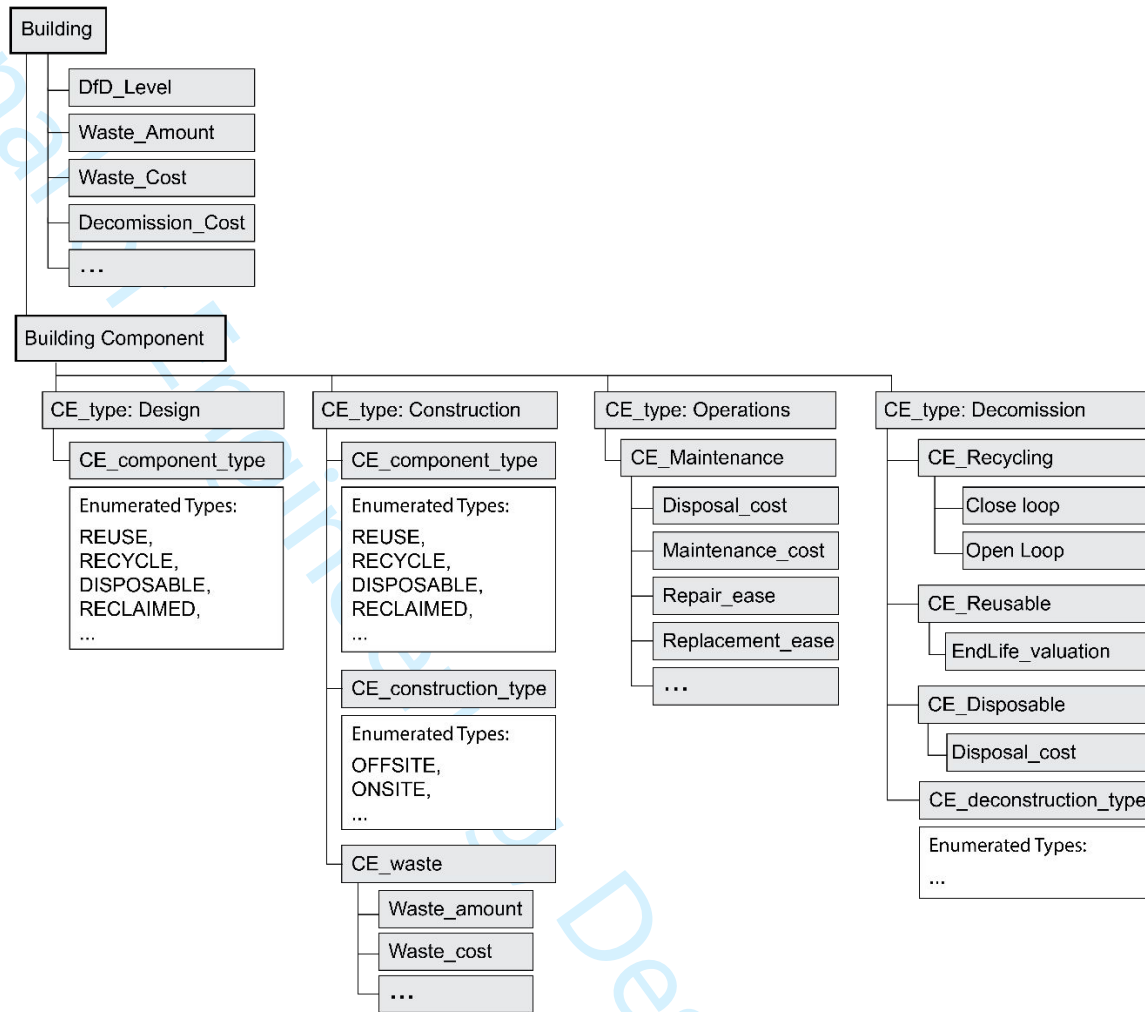 Building
DfD_Level
Waste_Amount
Waste_Cost
Decomission_Cost
...
Building Component
CE_type: Design
CE_component_type
Enumerated Types:
REUSE,
RECYCLE,
DISPOSABLE,
RECLAIMED,
...
CE_type: Construction
CE_component_type
Enumerated Types:
REUSE,
RECYCLE,
DISPOSABLE,
RECLAIMED,
...
CE_construction_type
Enumerated Types:
OFFSITE,
ONSITE,
...
CE_waste
Waste_amount
Waste_cost
...
CE_type: Operations
CE_Maintenance
Disposal_cost
Maintenance_cost
Repair_ease
Replacement_ease
...
CE_type: Decomission
CE_Recycling
Close loop
Open Loop
CE_Reusable
EndLife_valuation
CE_Disposable
Disposal_cost
CE_deconstruction_type
Enumerated Types:
...